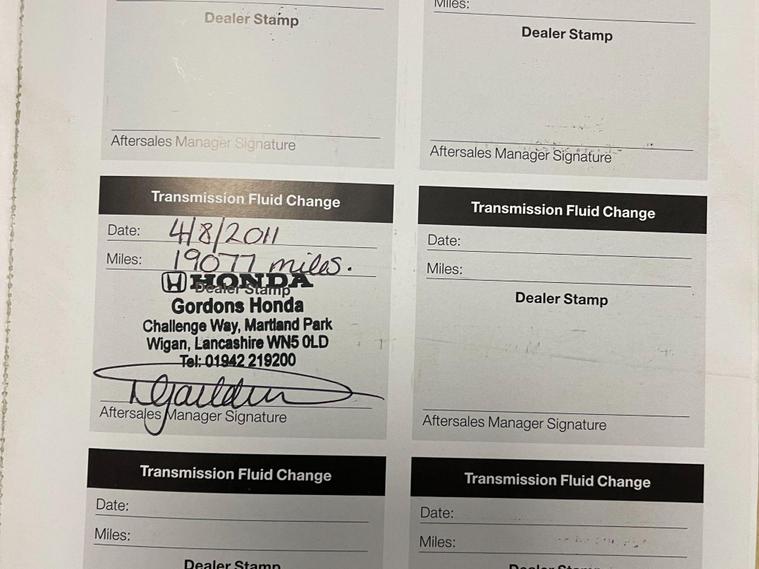 Dealer Stamp
Aftersales Manager Signature
Miles:
Dealer Stamp
Aftersales Manager Signature
Transmission Fluid Change
Date: 4/8/2011
Miles: 19077 miles.
Dealer Stamp
HONDA
Gordons Honda
Challenge Way, Martland Park
Wigan, Lancashire WN5 0LD
Tel: 01942 219200
Aftersales Manager Signature
Transmission Fluid Change
Date:
Miles:
Dealer Stamp
Aftersales Manager Signature
Transmission Fluid Change
Date:
Miles:
Dealer Stamp
Transmission Fluid Change
Date:
Miles:
Dealer Stamp